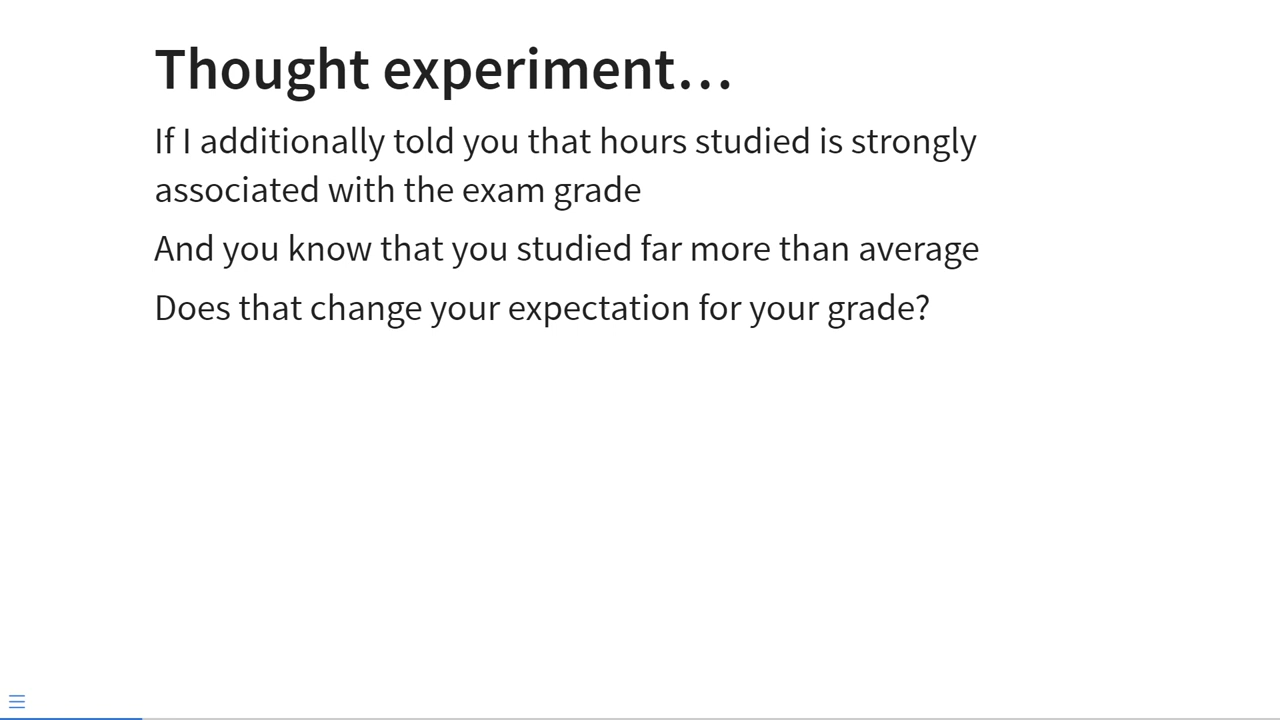 Thought experiment…
If I additionally told you that hours studied is strongly
associated with the exam grade
And you know that you studied far more than average
Does that change your expectation for your grade?